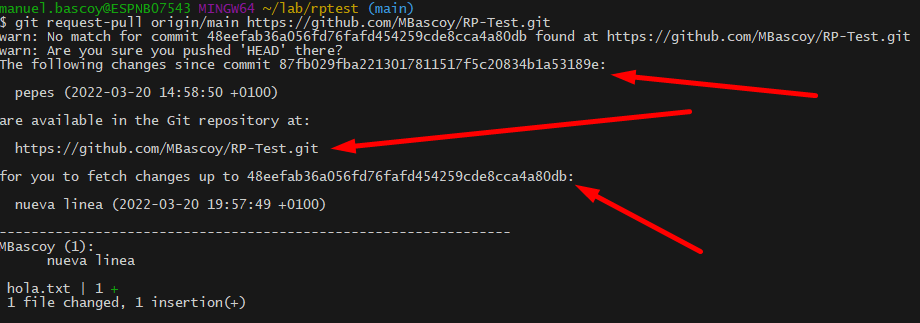 manuel.bascoy@ESPNB07543 MINGW64 ~/lab/rptest (main)
$ git request-pull origin/main https://github.com/MBascoy/RP-Test.git
warn: No match for commit 48eefab36a056fd76fafd454259cde8cca4a80db found at https://github.com/MBascoy/RP-Test.git
warn: Are you sure you pushed 'HEAD' there?
The following changes since commit 87fb029fba2213017811517f5c20834b1a53189e:
pepes (2022-03-20 14:58:50 +0100)
are available in the Git repository at:
https://github.com/MBascoy/RP-Test.git
for you to fetch changes up to 48eefab36a056fd76fafd454259cde8cca4a80db:
nueva linea (2022-03-20 19:57:49 +0100)
----------------------------------------------------------------
MBascoy (1):
nueva linea
hola.txt | 1 +
1 file changed, 1 insertion(+)